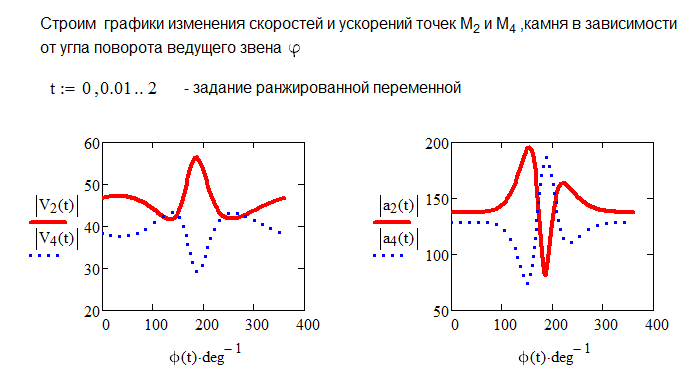 Строим графики изменения скоростей и ускорений точек M2 и M4 ,камня в зависимости
от угла поворота ведущего звена φ
t := 0 , 0.01 .. 2 - задание ранжированной переменной
60
50
40
30
20
|V2(t)|
|V4(t)|
0 100 200 300 400
ϕ(t)·deg⁻¹
200
150
100
50
|a2(t)|
|a4(t)|
0 100 200 300 400
ϕ(t)·deg⁻¹